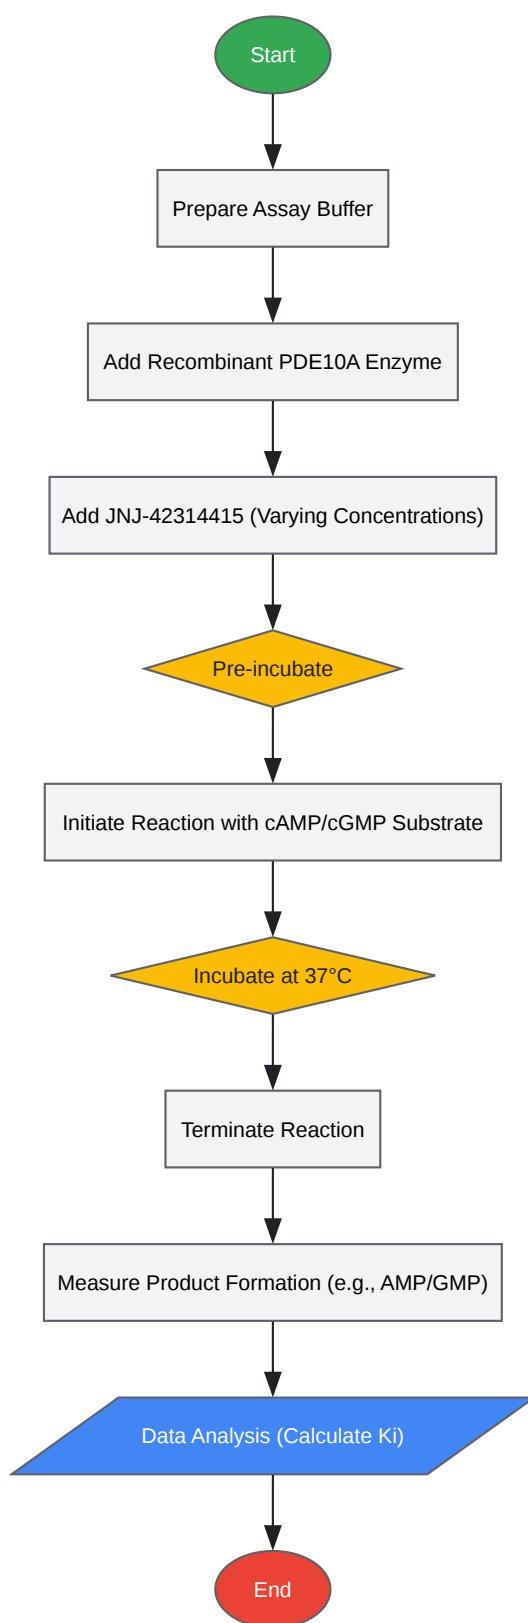 Start
Prepare Assay Buffer
Add Recombinant PDE10A Enzyme
Add JNJ-42314415 (Varying Concentrations)
Pre-incubate
Initiate Reaction with cAMP/cGMP Substrate
Incubate at 37°C
Terminate Reaction
Measure Product Formation (e.g., AMP/GMP)
Data Analysis (Calculate Ki)
End